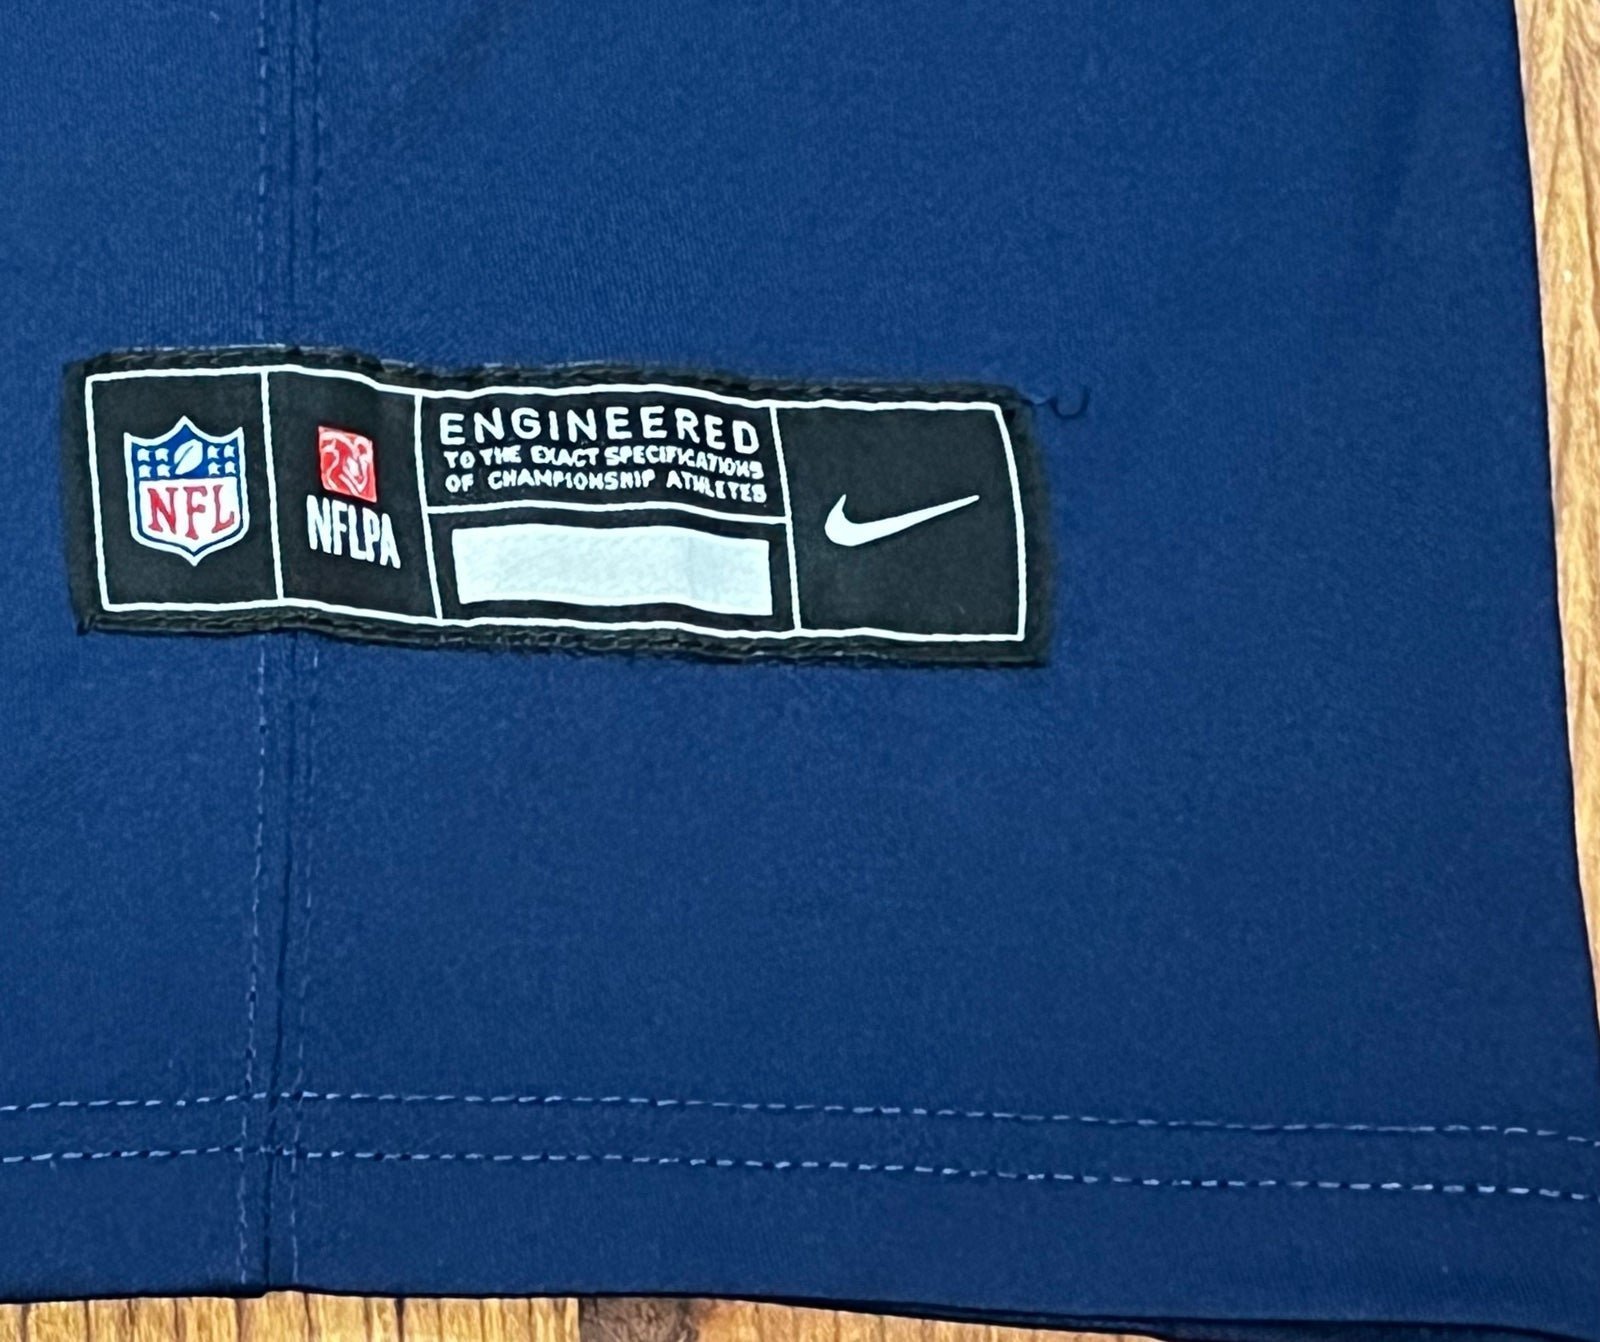 NFL
NFLPA
ENGINEERED
TO THE EXACT SPECIFICATIONS
OF CHAMPIONSHIP ATHLETES